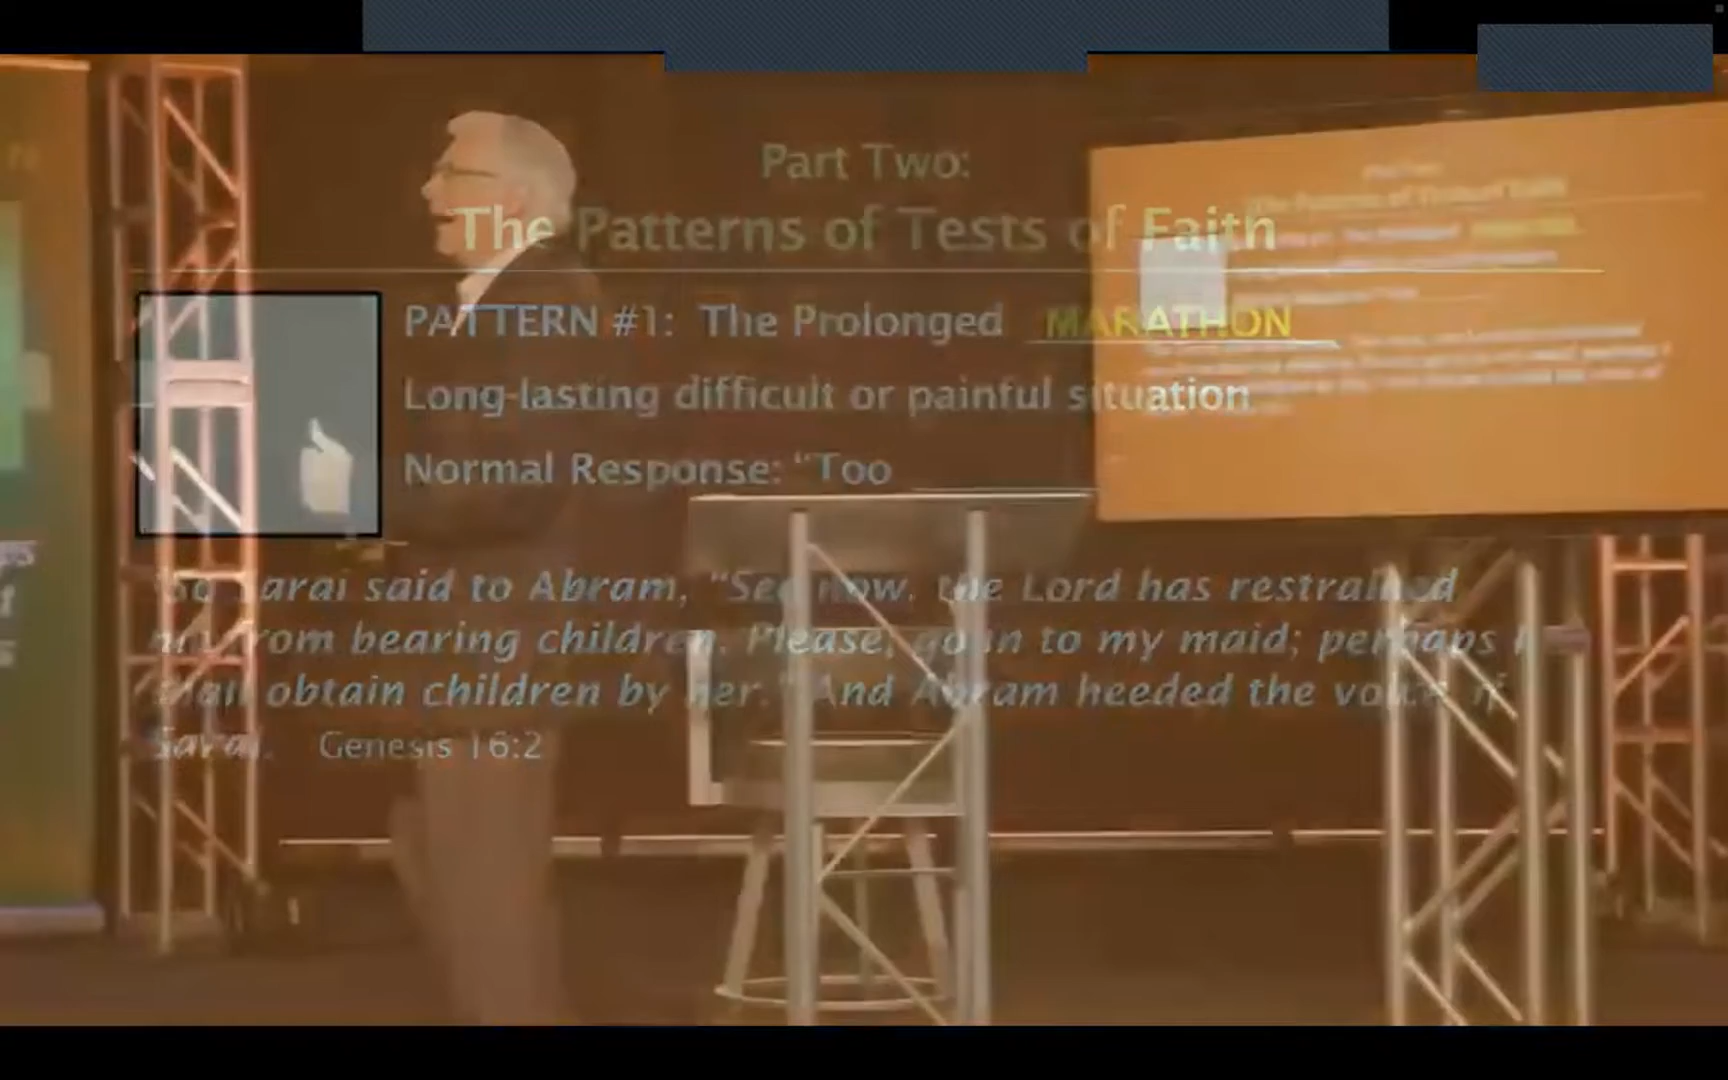 Part Two:
The Patterns of Tests of Faith
PATTERN #1: The Prolonged MARATHON
Long-lasting difficult or painful situation
Normal Response: "Too
said to Abram, "See now, the Lord has restrained
from bearing children. Please, go in to my maid; perhaps I
shall obtain children by her." And Abram heeded the voice of
Sarai. Genesis 16:2